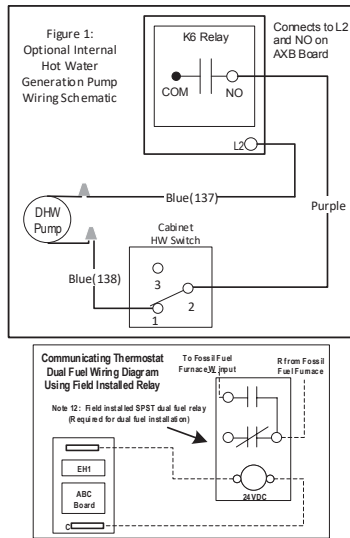 Figure 1:
Optional Internal
Hot Water
Generation Pump
Wiring Schematic
K6 Relay
COM
NO
L2
Connects to L2
and NO on
AXB Board
Blue(137)
Purple
DHW
Pump
Blue(138)
Cabinet
HW Switch
3
2
1
Communicating Thermostat
Dual Fuel Wiring Diagram
Using Field Installed Relay
To Fossil Fuel
Furnace W input
R from Fossil
Fuel Furnace
Note 12: Field installed SPST dual fuel relay
(Required for dual fuel installation)
EH1
ABC
Board
C
24VDC